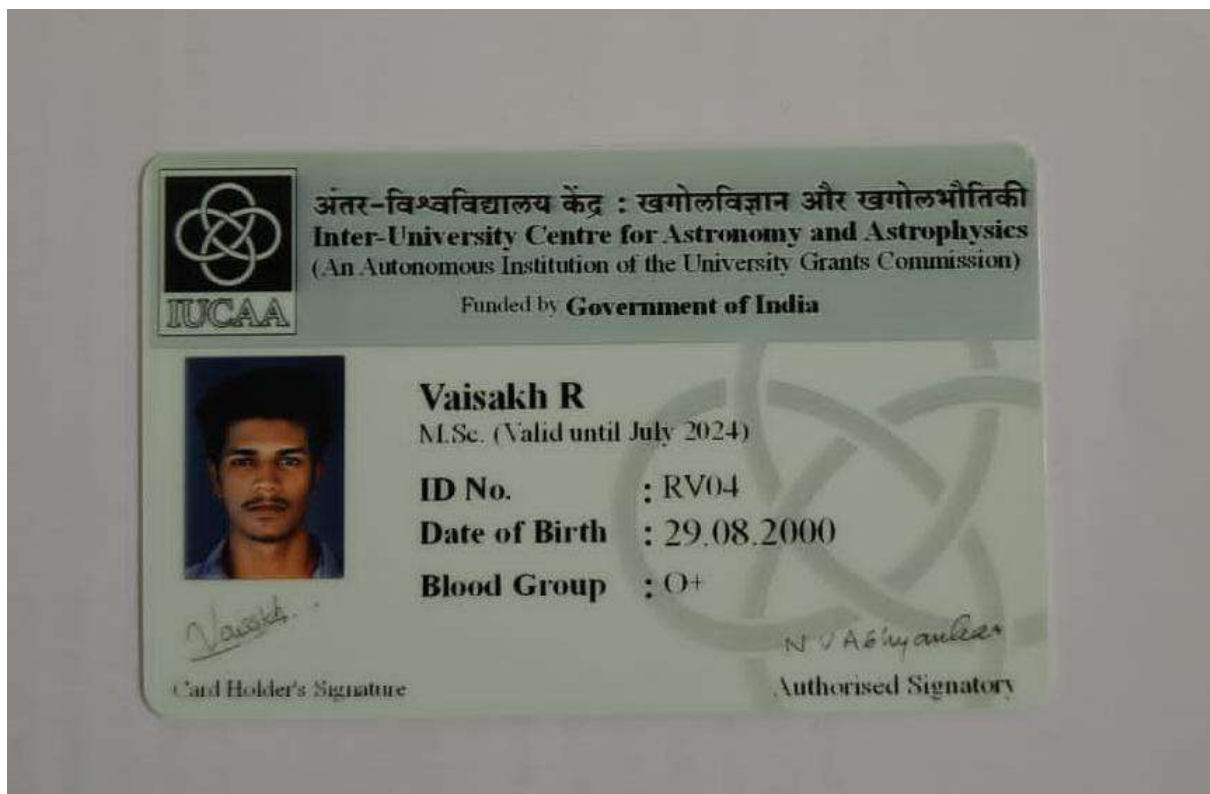 अंतर-विश्वविद्यालय केंद्र : खगोलविज्ञान और खगोलभौतिकी
Inter-University Centre for Astronomy and Astrophysics
(An Autonomous Institution of the University Grants Commission)
Funded by Government of India
IUCAA
Vaisakh R
M.Sc. (Valid until July 2024)
ID No. : RV04
Date of Birth : 29.08.2000
Blood Group : O+
Vaisakh.
N V Abhyankar
Card Holder's Signature
Authorised Signatory